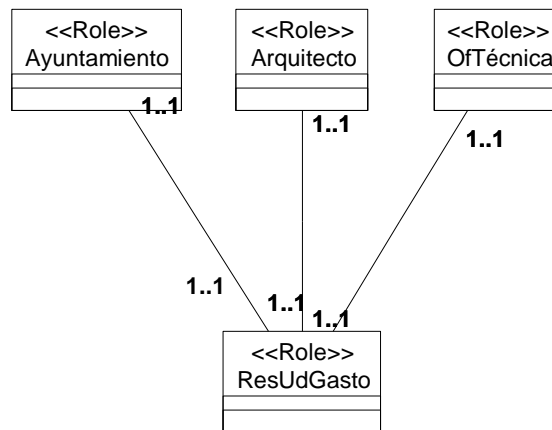 <<Role>>
Ayuntamiento
<<Role>>
Arquitecto
<<Role>>
OfTécnica
1..1
1..1
1..1
1..1
1..1
1..1
<<Role>>
ResUdGasto